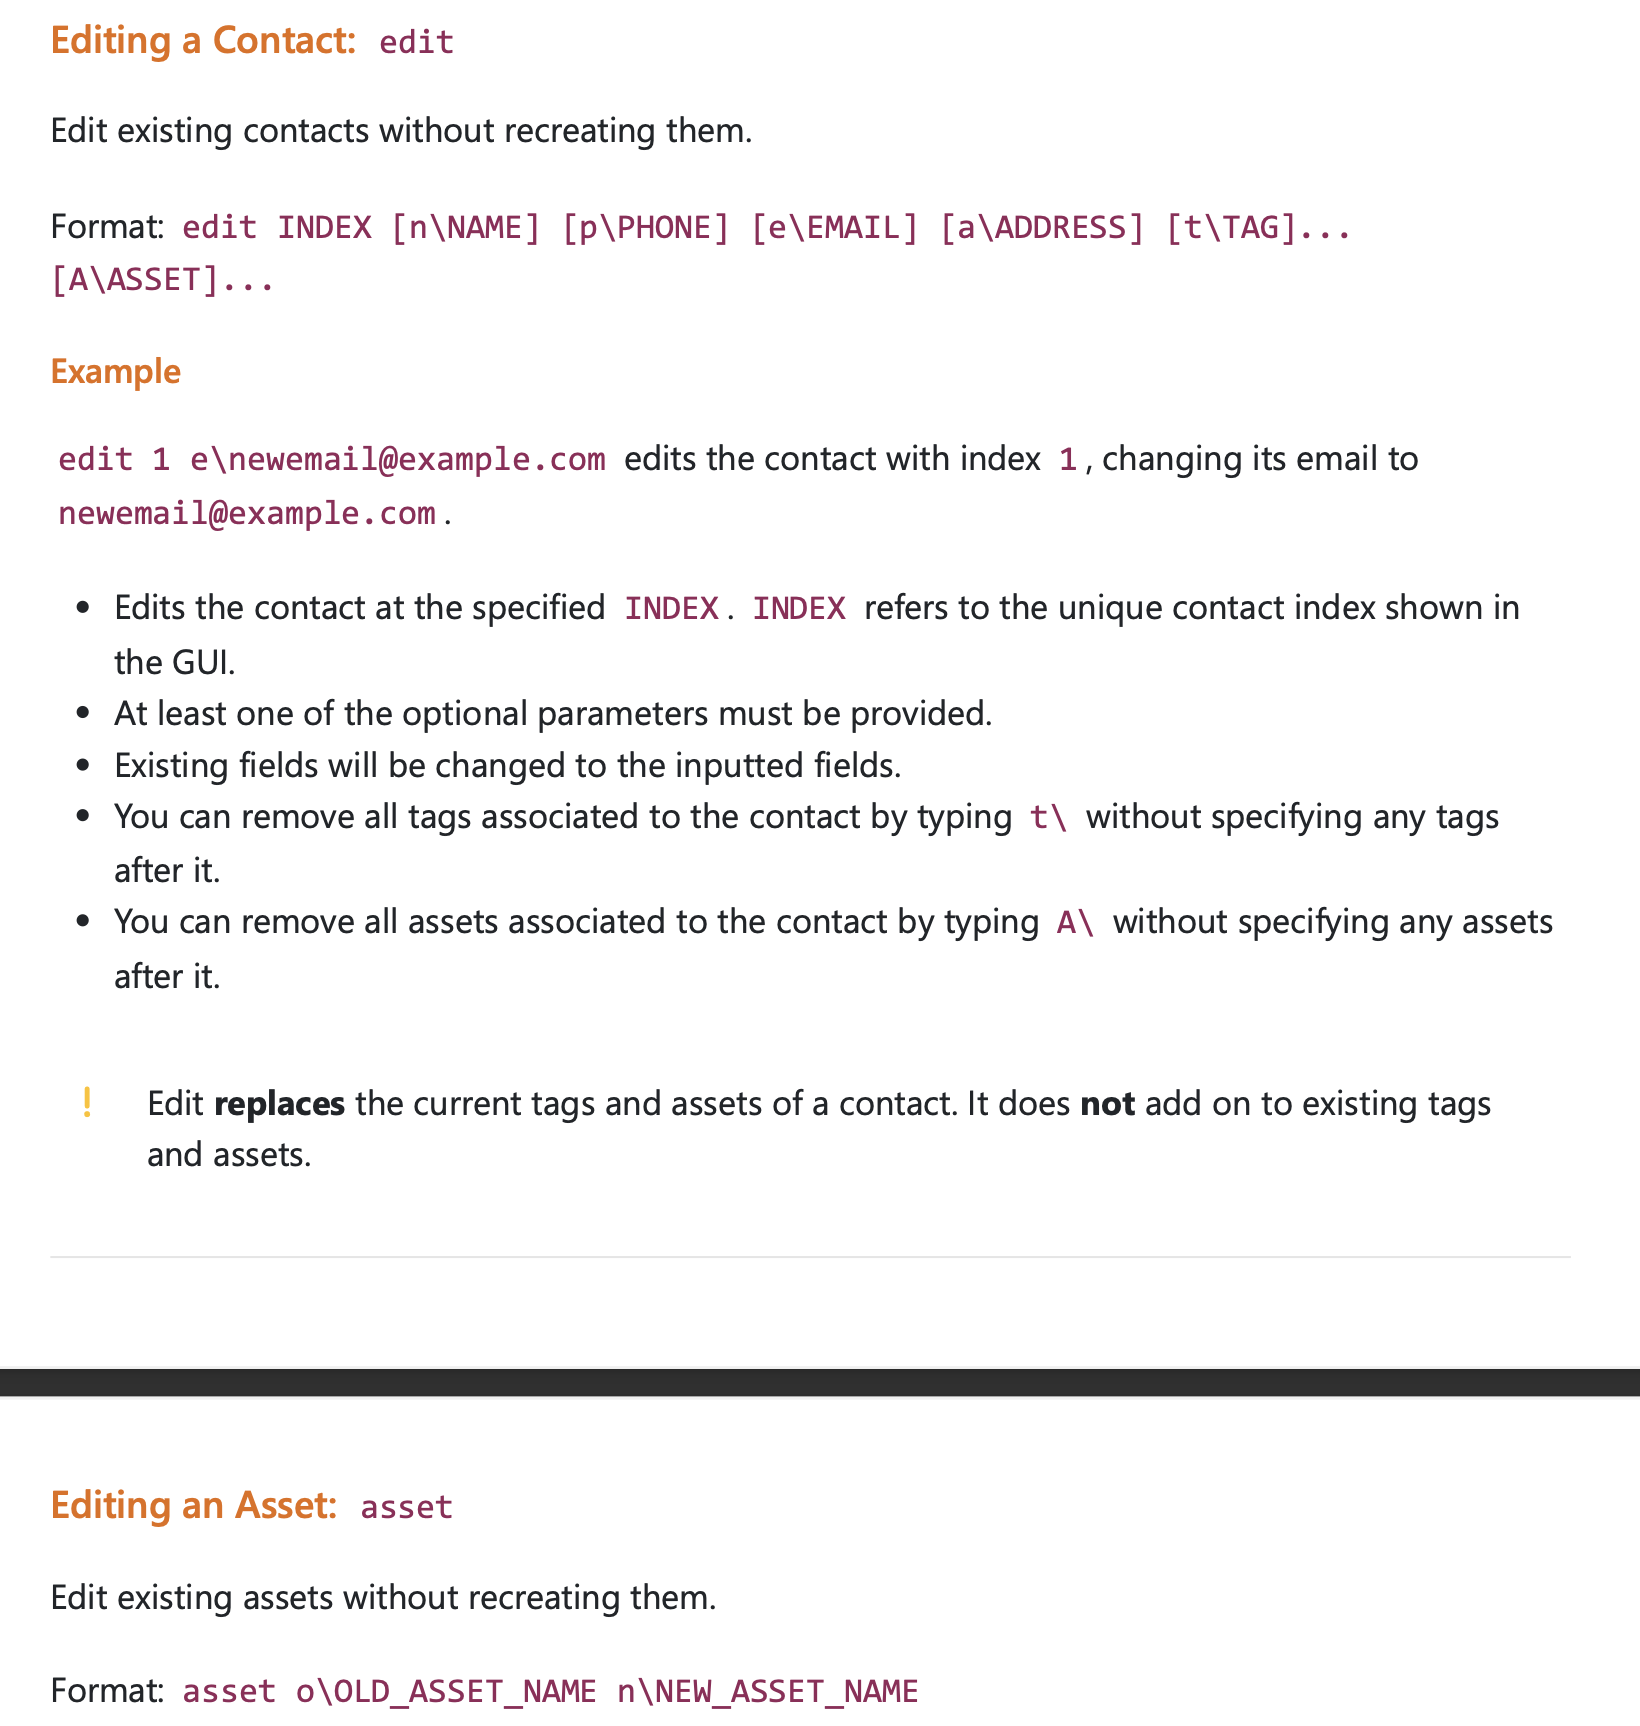 Editing a Contact: edit
Edit existing contacts without recreating them.
Format: edit INDEX [n\NAME] [p\PHONE] [e\EMAIL] [a\ADDRESS] [t\TAG]...
[A\ASSET]...
Example
edit 1 e\newemail@example.com edits the contact with index 1, changing its email to
newemail@example.com.
• Edits the contact at the specified INDEX. INDEX refers to the unique contact index shown in
the GUI.
• At least one of the optional parameters must be provided.
• Existing fields will be changed to the inputted fields.
• You can remove all tags associated to the contact by typing t\ without specifying any tags
after it.
• You can remove all assets associated to the contact by typing A\ without specifying any assets
after it.
! Edit replaces the current tags and assets of a contact. It does not add on to existing tags
and assets.
Editing an Asset: asset
Edit existing assets without recreating them.
Format: asset o\OLD_ASSET_NAME n\NEW_ASSET_NAME